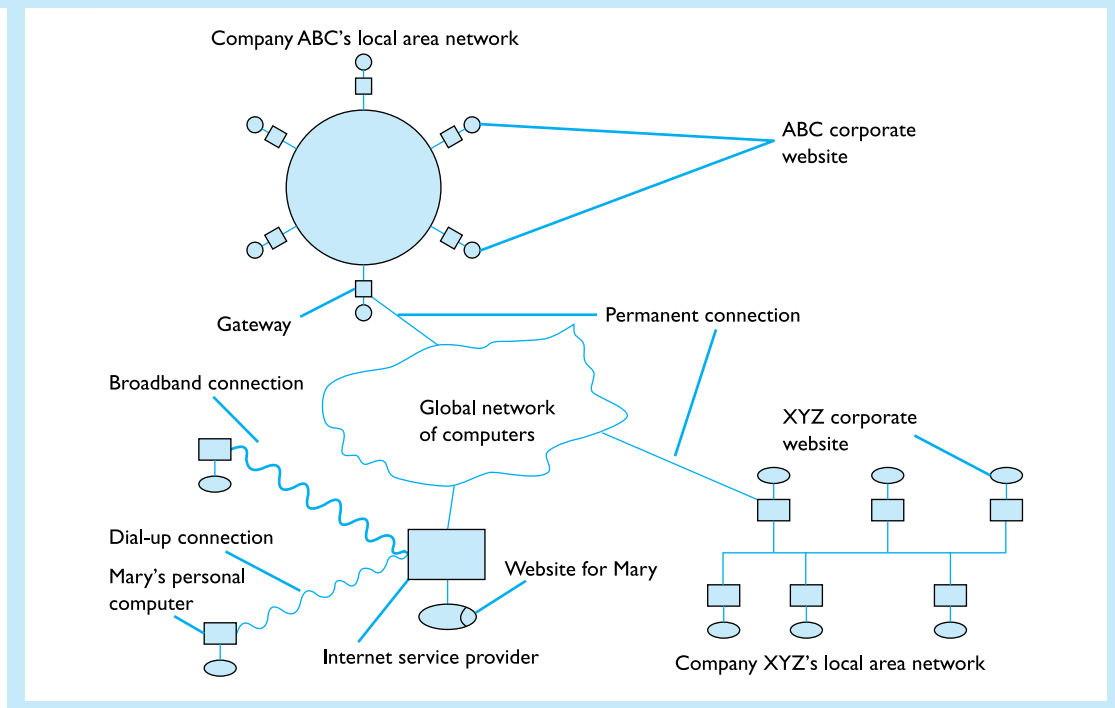 Company ABC's local area network
ABC corporate
website
Gateway
Permanent connection
Broadband connection
Global network
of computers
XYZ corporate
website
Dial-up connection
Mary's personal
computer
Website for Mary
Internet service provider
Company XYZ's local area network